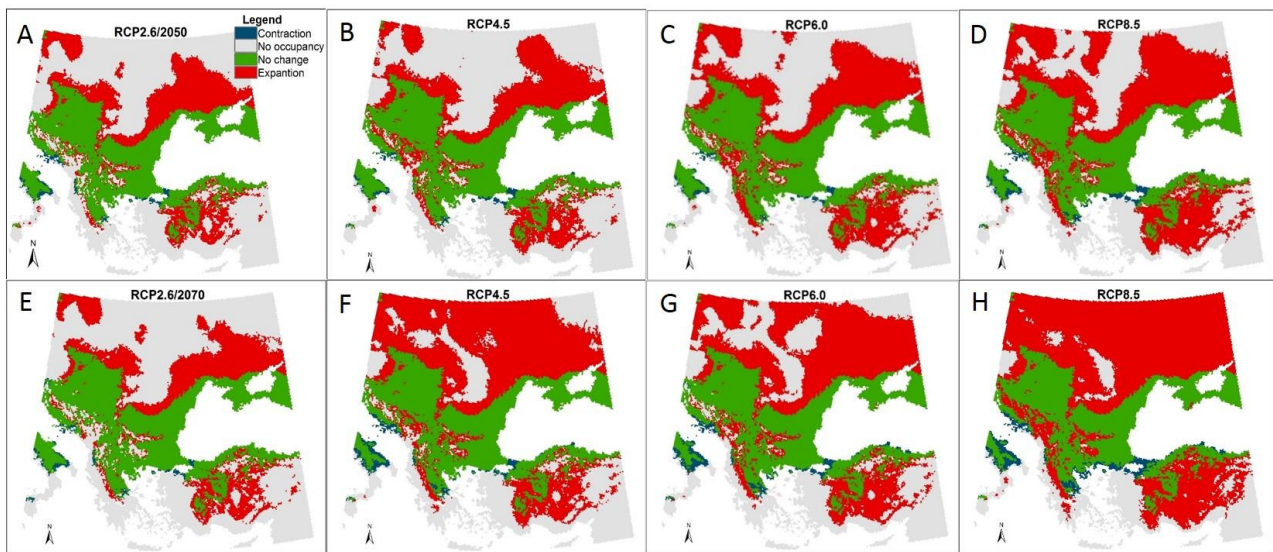 A
RCP2.6/2050
Legend
Contraction
No occupancy
No change
Expantion
N
B
RCP4.5
N
C
RCP6.0
N
D
RCP8.5
N
E
RCP2.6/2070
N
F
RCP4.5
N
G
RCP6.0
N
H
RCP8.5
N